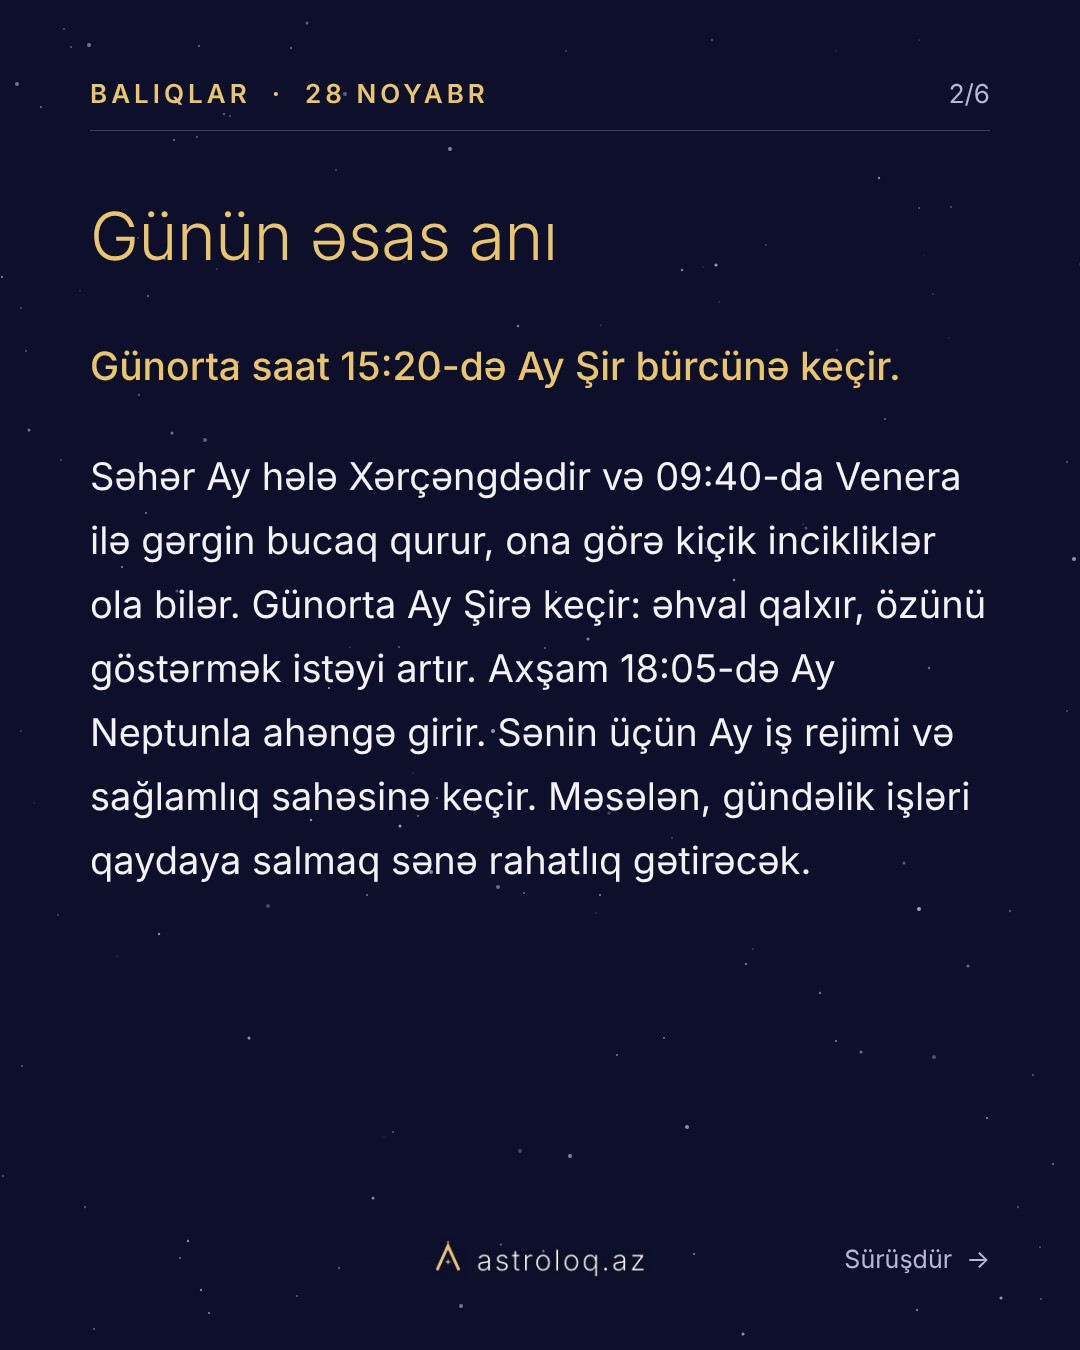 BALIQLAR · 28 NOYABR 2/6
Günün əsas anı
Günorta saat 15:20-də Ay Şir bürcünə keçir.
Səhər Ay hələ Xərçəngdədir və 09:40-da Venera
ilə gərgin bucaq qurur, ona görə kiçik inciklikləər
ola bilər. Günorta Ay Şirə keçir: əhval qalxır, özünü
göstərmək istəyi artır. Axşam 18:05-də Ay
Neptunla ahəngə girir. Sənin üçün Ay iş rejimi və
sağlamlıq sahəsinə keçir. Məsələn, gündəlik işləri
qaydaya salmaq sənə rahatlıq gətirəcək.
astroloq.az
Sürüşdür →